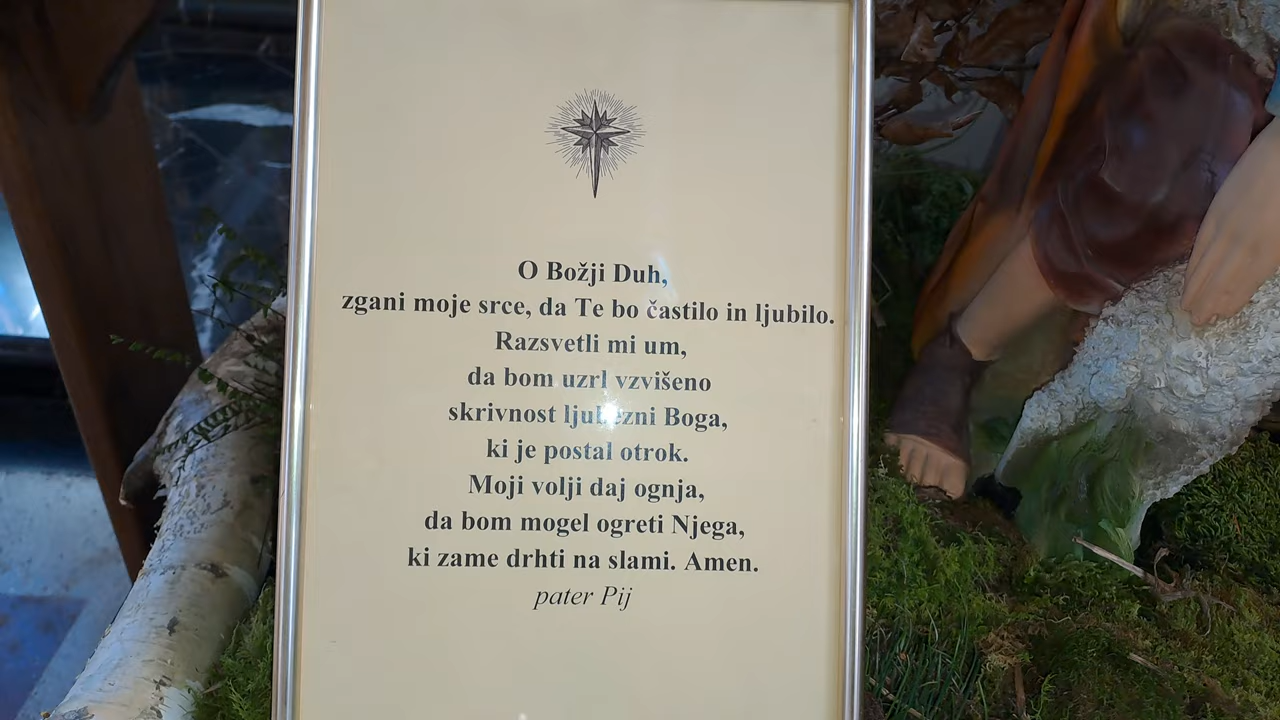 O Božji Duh,
zgani moje srce, da Te bo častilo in ljubilo.
Razsvetli mi um,
da bom uzrl vzvišeno
skrivnost ljubezni Boga,
ki je postal otrok.
Moji volji daj ognja,
da bom mogel ogreti Njega,
ki zame drhti na slami. Amen.
pater Pij